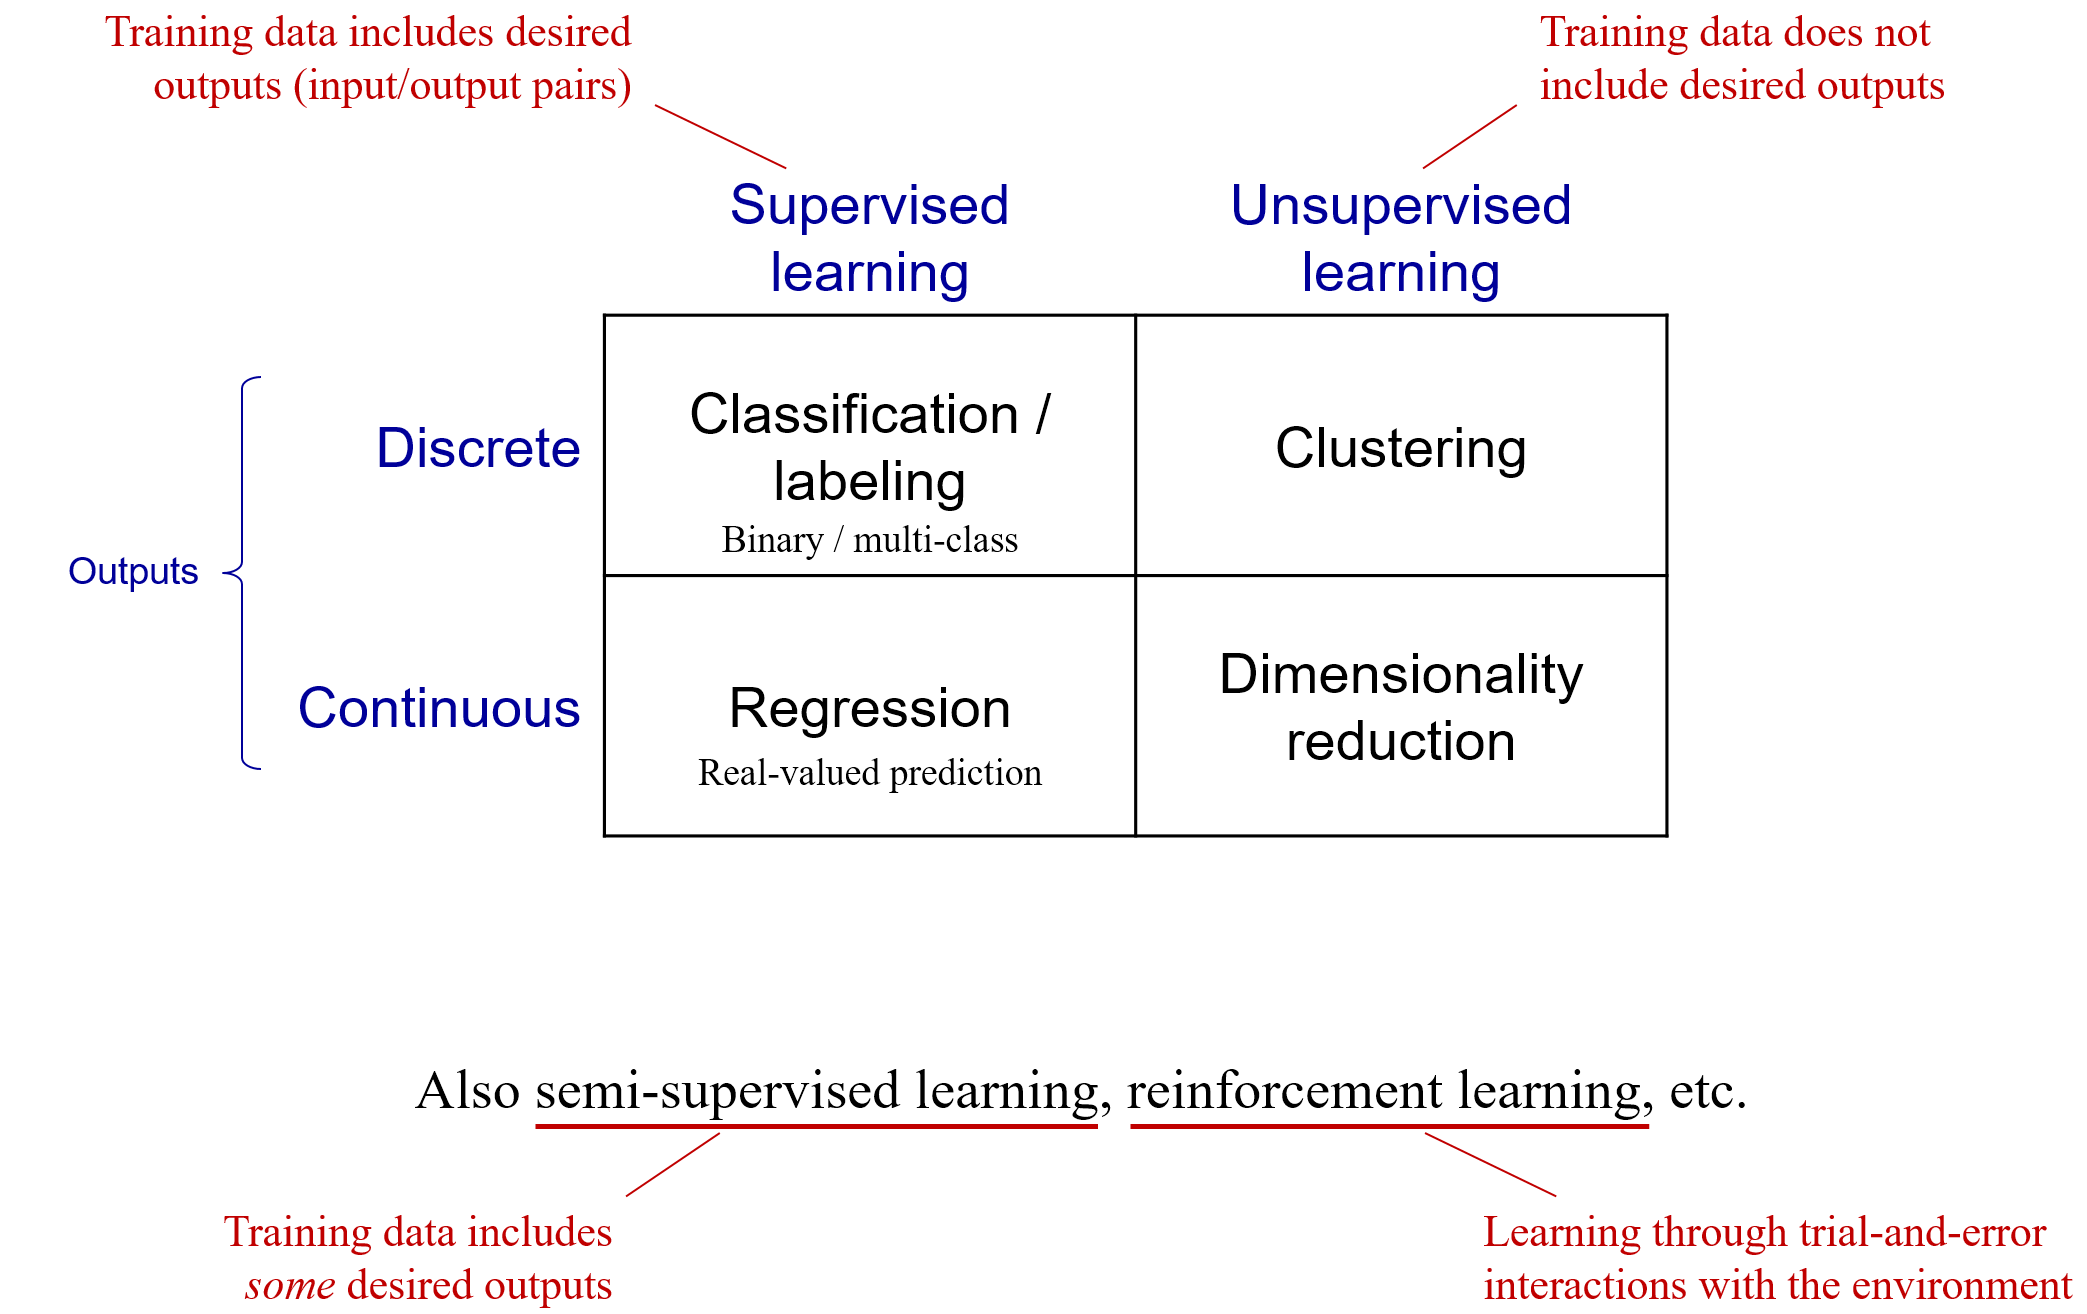 Training data includes desired
outputs (input/output pairs)
Training data does not
include desired outputs
Supervised
learning
Unsupervised
learning
Outputs
Discrete
Classification /
labeling
Binary / multi-class
Clustering
Continuous
Regression
Real-valued prediction
Dimensionality
reduction
Also semi-supervised learning, reinforcement learning, etc.
Training data includes
some desired outputs
Learning through trial-and-error
interactions with the environment